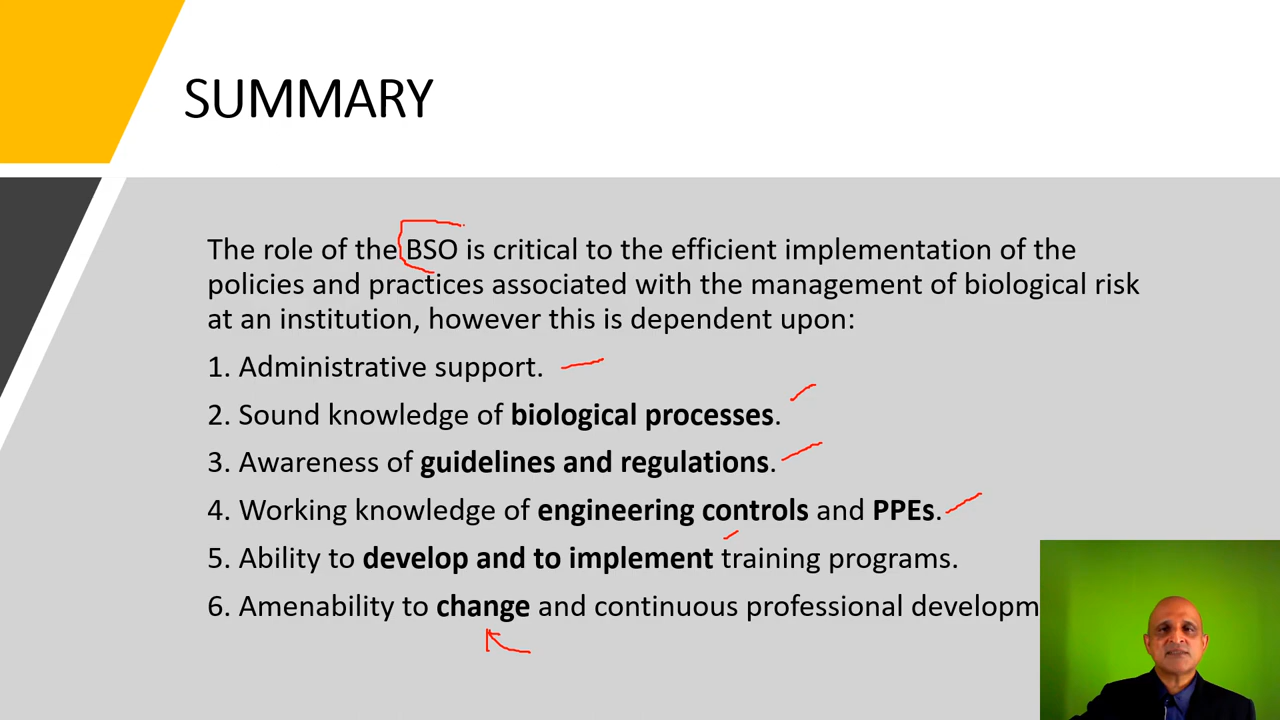 SUMMARY
The role of the BSO is critical to the efficient implementation of the
policies and practices associated with the management of biological risk
at an institution, however this is dependent upon:
1. Administrative support.
2. Sound knowledge of biological processes.
3. Awareness of guidelines and regulations.
4. Working knowledge of engineering controls and PPEs.
5. Ability to develop and to implement training programs.
6. Amenability to change and continuous professional developm